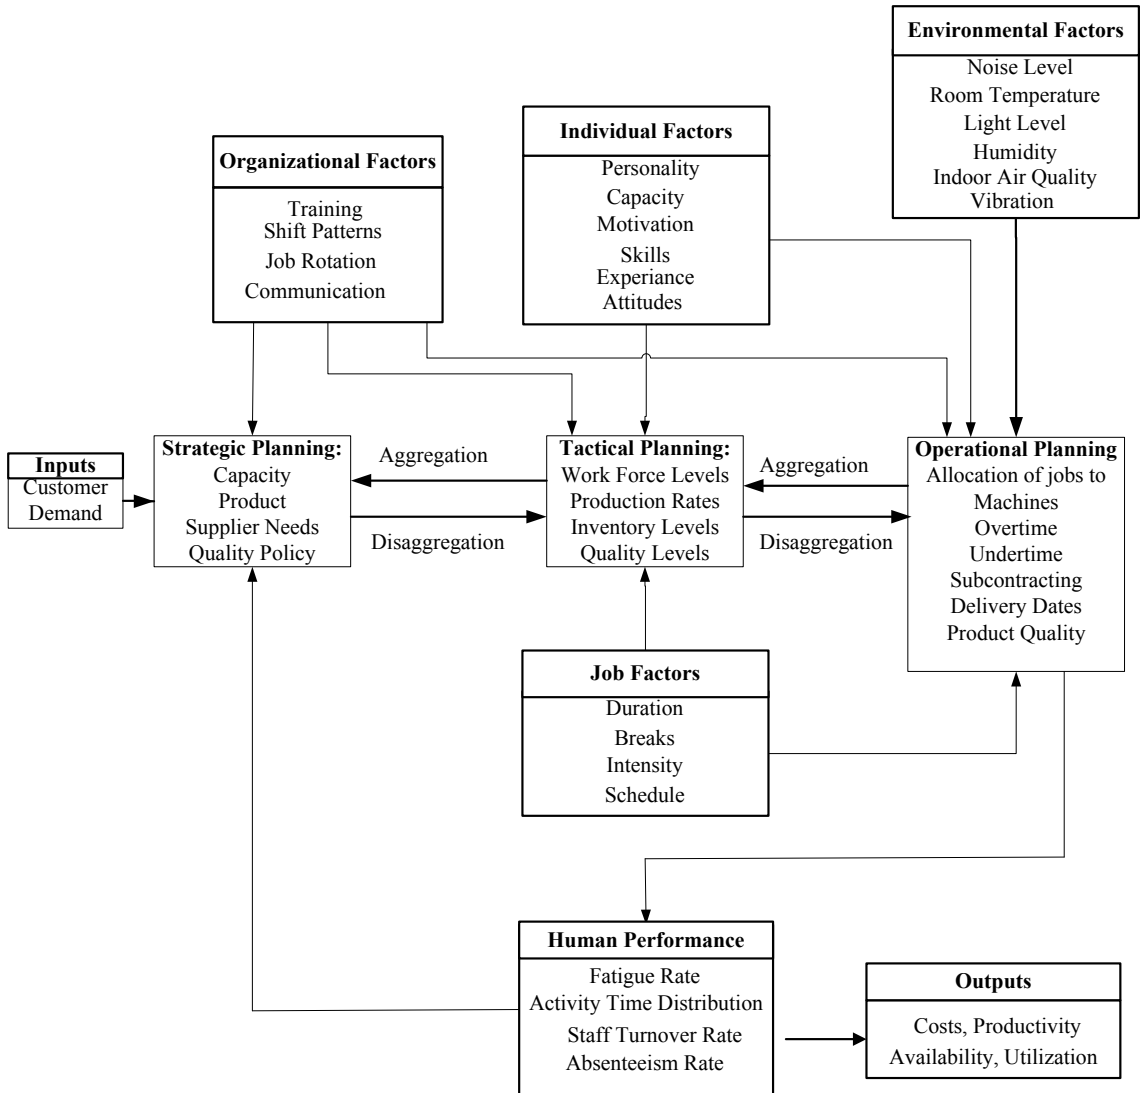 Environmental Factors
Noise Level
Room Temperature
Light Level
Humidity
Indoor Air Quality
Vibration
Individual Factors
Personality
Capacity
Motivation
Skills
Experiance
Attitudes
Organizational Factors
Training
Shift Patterns
Job Rotation
Communication
Inputs
Customer
Demand
Strategic Planning:
Capacity
Product
Supplier Needs
Quality Policy
Aggregation
Disaggregation
Tactical Planning:
Work Force Levels
Production Rates
Inventory Levels
Quality Levels
Aggregation
Disaggregation
Operational Planning
Allocation of jobs to
Machines
Overtime
Undertime
Subcontracting
Delivery Dates
Product Quality
Job Factors
Duration
Breaks
Intensity
Schedule
Human Performance
Fatigue Rate
Activity Time Distribution
Staff Turnover Rate
Absenteeism Rate
Outputs
Costs, Productivity
Availability, Utilization